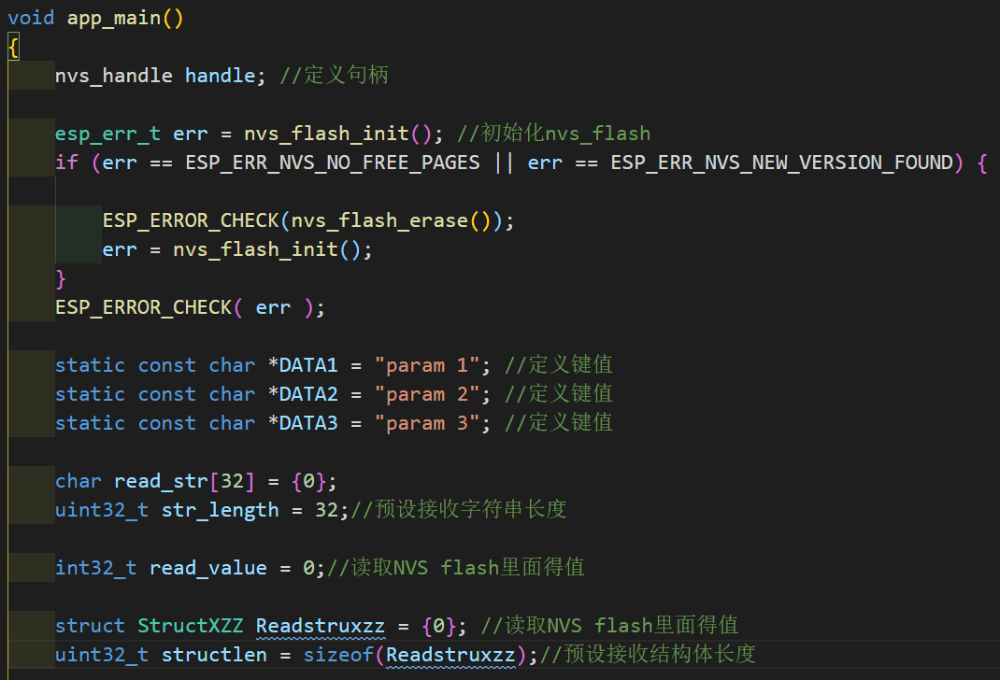 void app_main()
{
    nvs_handle handle; //定义句柄
    esp_err_t err = nvs_flash_init(); //初始化nvs_flash
    if (err == ESP_ERR_NVS_NO_FREE_PAGES || err == ESP_ERR_NVS_NEW_VERSION_FOUND) {
        ESP_ERROR_CHECK(nvs_flash_erase());
        err = nvs_flash_init();
    }
    ESP_ERROR_CHECK( err );
    static const char *DATA1 = "param 1"; //定义键值
    static const char *DATA2 = "param 2"; //定义键值
    static const char *DATA3 = "param 3"; //定义键值
    char read_str[32] = {0};
    uint32_t str_length = 32;//预设接收字符串长度
    int32_t read_value = 0;//读取NVS flash里面得值
    struct StructXZZ Readstruxzz = {0}; //读取NVS flash里面得值
    uint32_t structlen = sizeof(Readstruxzz);//预设接收结构体长度